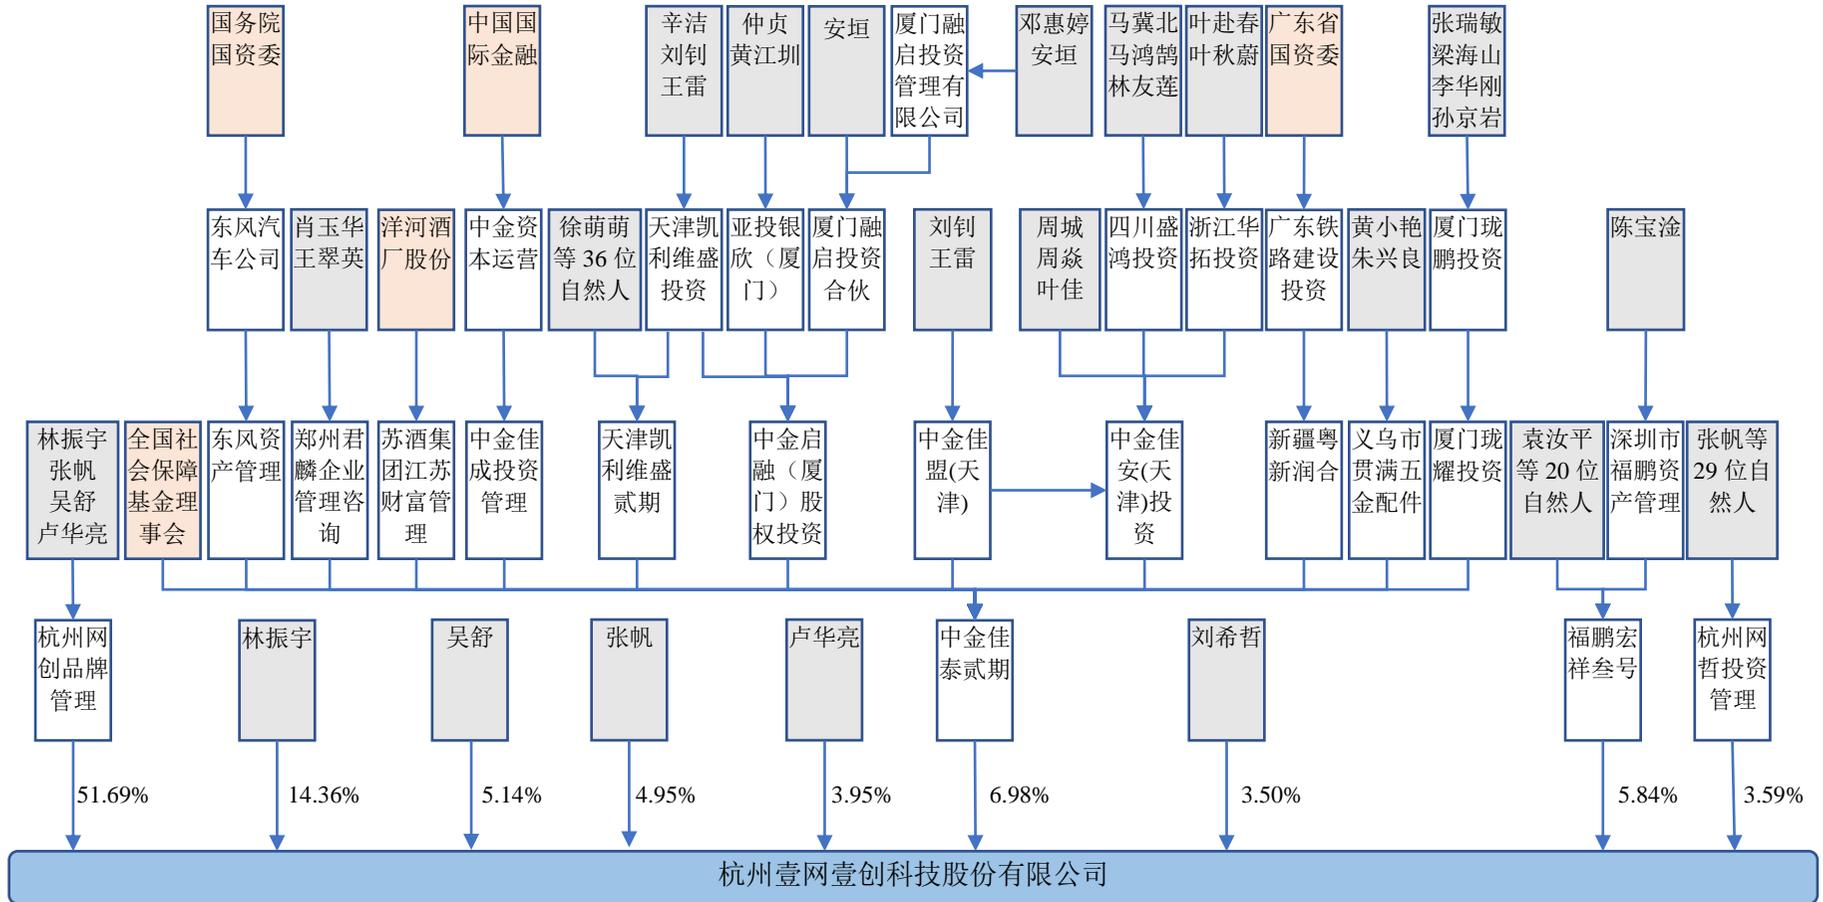 国务院
国资委
中国国
际金融
辛洁
刘钊
王雷
仲贞
黄江圳
安垣
厦门融
启投资
管理有
限公司
邓惠婷
安垣
马冀北
马鸿鹄
林友莲
叶赴春
叶秋蔚
广东省
国资委
张瑞敏
梁海山
李华刚
孙京岩
东风汽
车公司
肖玉华
王翠英
洋河酒
厂股份
中金资
本运营
徐萌萌
等 36 位
自然人
天津凯
利维盛
投资
亚投银
欣（厦
门）
厦门融
启投资
合伙
刘钊
王雷
周城
周焱
叶佳
四川盛
鸿投资
浙江华
拓投资
广东铁
路建设
投资
黄小艳
朱兴良
厦门珑
鹏投资
陈宝淦
林振宇
张帆
吴舒
卢华亮
全国社
会保障
基金理
事会
东风资
产管理
郑州君
麟企业
管理咨
询
苏酒集
团江苏
财富管
理
中金佳
成投资
管理
天津凯
利维盛
贰期
中金启
融（厦
门）股
权投资
中金佳
盟(天
津)
中金佳
安(天
津)投
资
新疆粤
新润合
义乌市
贯满五
金配件
厦门珑
耀投资
袁汝平
等 20 位
自然人
深圳市
福鹏资
产管理
张帆等
29 位自
然人
杭州网
创品牌
管理
林振宇
吴舒
张帆
卢华亮
中金佳
泰贰期
刘希哲
福鹏宏
祥叁号
杭州网
哲投资
管理
51.69%
14.36%
5.14%
4.95%
3.95%
6.98%
3.50%
5.84%
3.59%
杭州壹网壹创科技股份有限公司